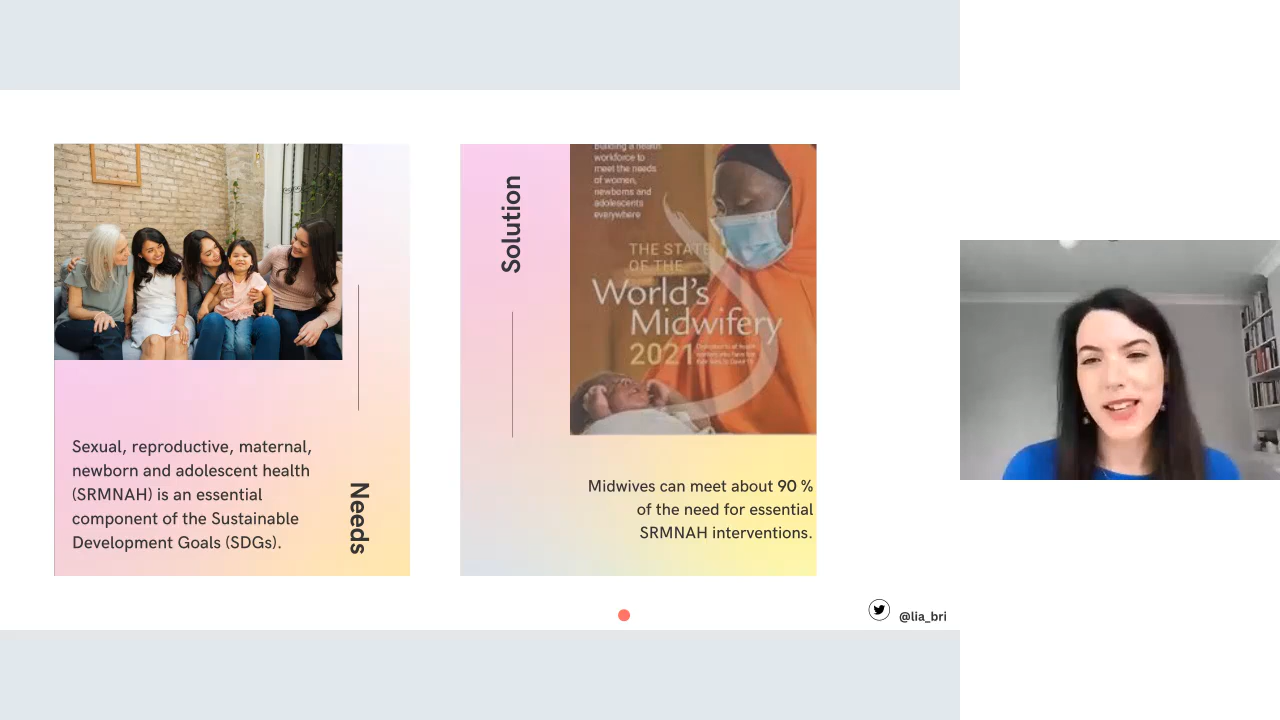 Sexual, reproductive, maternal,
newborn and adolescent health
(SRMNAH) is an essential
component of the Sustainable
Development Goals (SDGs).
Needs
Solution
Building a health
workforce to
meet the needs
of women,
newborns and
adolescents
everywhere
THE STATE
OF THE
World's
Midwifery
2021
Midwives can meet about 90 %
of the need for essential
SRMNAH interventions.
@lia_bri